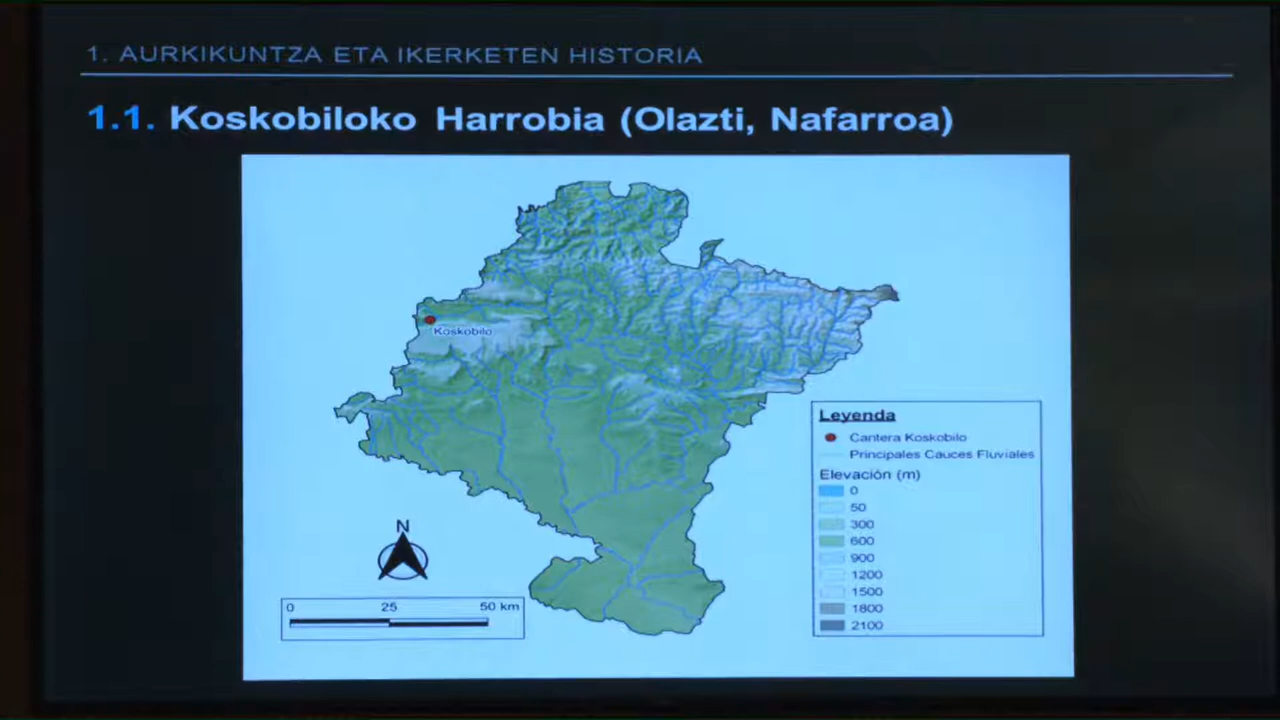 1. AURKIKUNTZA ETA IKERKETEN HISTORIA
1.1. Koskobiloko Harrobia (Olazti, Nafarroa)
Koskobilo
Leyenda
Cantera Koskobilo
Principales Cauces Fluviales
Elevación (m)
0
50
300
600
900
1200
1500
1800
2100
N
0 25 50 km